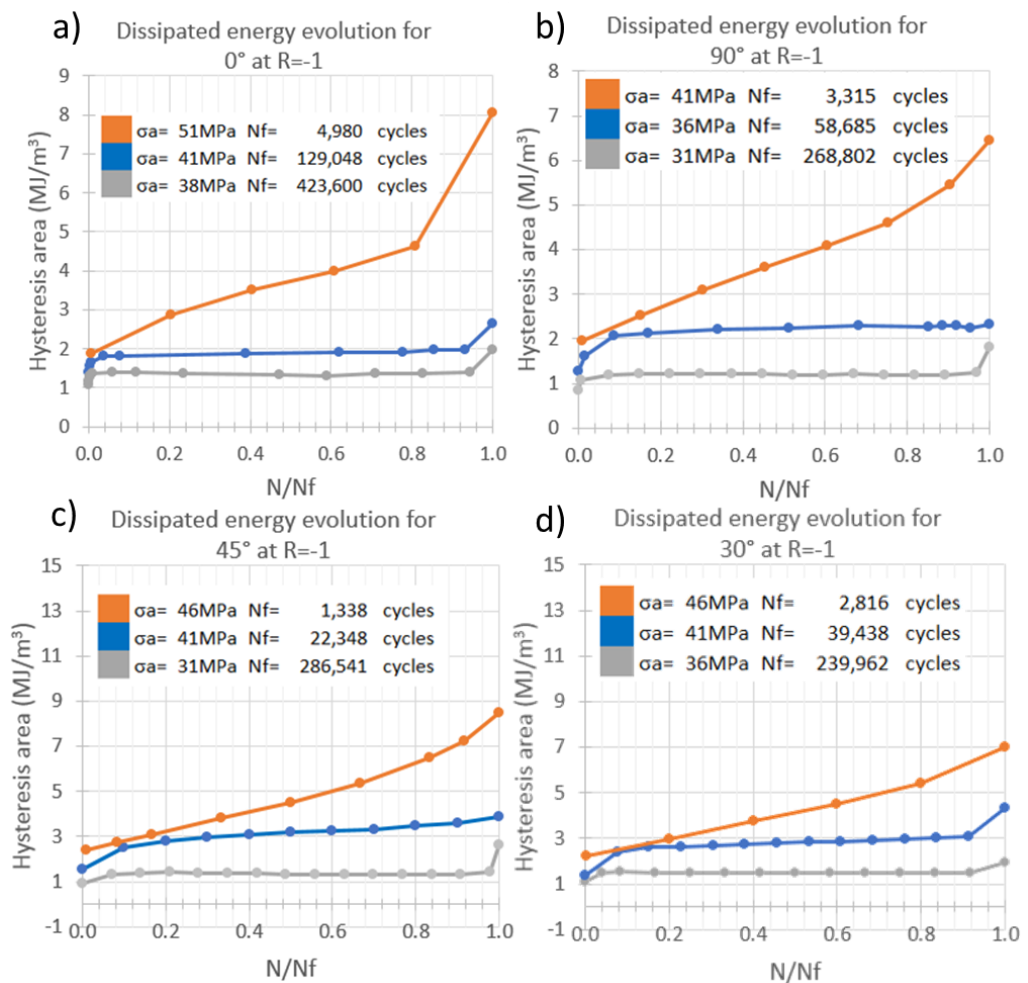 a)
Dissipated energy evolution for
0° at R=-1
σa= 51MPa Nf= 4,980 cycles
σa= 41MPa Nf= 129,048 cycles
σa= 38MPa Nf= 423,600 cycles
Hysteresis area (MJ/m³)
9
8
7
6
5
4
3
2
1
0
0.0 0.2 0.4 0.6 0.8 1.0
N/Nf
b)
Dissipated energy evolution for
90° at R=-1
σa= 41MPa Nf= 3,315 cycles
σa= 36MPa Nf= 58,685 cycles
σa= 31MPa Nf= 268,802 cycles
Hysteresis area (MJ/m³)
8
7
6
5
4
3
2
1
0
0.0 0.2 0.4 0.6 0.8 1.0
N/Nf
c)
Dissipated energy evolution for
45° at R=-1
σa= 46MPa Nf= 1,338 cycles
σa= 41MPa Nf= 22,348 cycles
σa= 31MPa Nf= 286,541 cycles
Hysteresis area (MJ/m³)
15
13
11
9
7
5
3
1
-1
0.0 0.2 0.4 0.6 0.8 1.0
N/Nf
d)
Dissipated energy evolution for
30° at R=-1
σa= 46MPa Nf= 2,816 cycles
σa= 41MPa Nf= 39,438 cycles
σa= 36MPa Nf= 239,962 cycles
Hysteresis area (MJ/m³)
15
13
11
9
7
5
3
1
-1
0.0 0.2 0.4 0.6 0.8 1.0
N/Nf